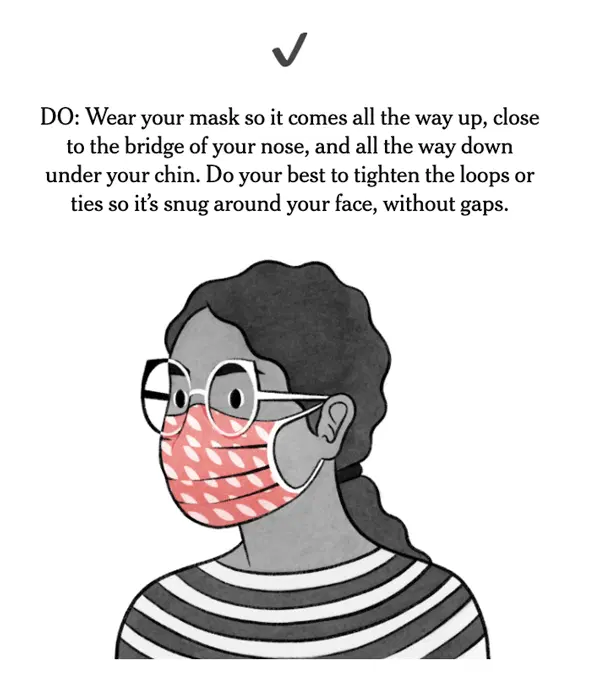 DO: Wear your mask so it comes all the way up, close
to the bridge of your nose, and all the way down
under your chin. Do your best to tighten the loops or
ties so it’s snug around your face, without gaps.